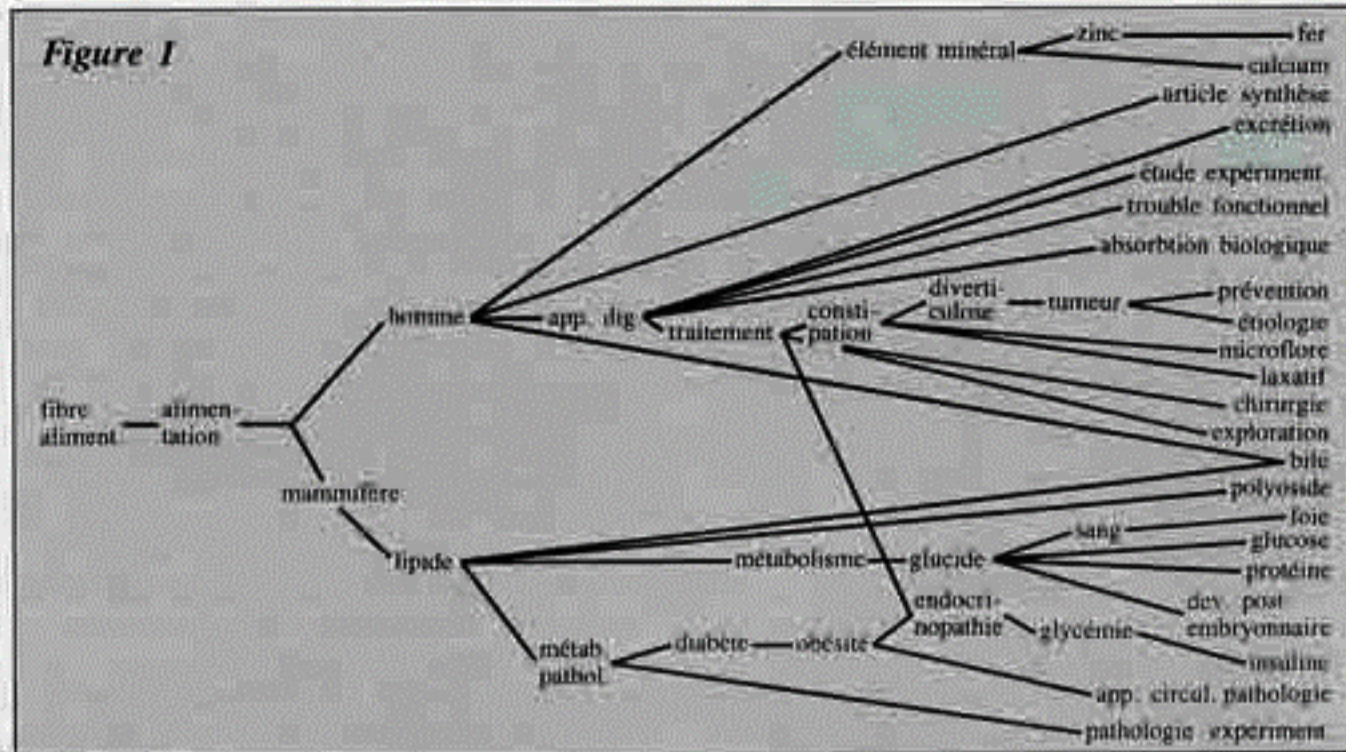 Figure I
élément minéral
zinc
fer
calcium
article synthèse
excrétion
étude expériment.
trouble fonctionnel
absorbtion biologique
homme
app. dig
traitement
consti-
pation
diverti-
culose
tumeur
prévention
étiologie
microflore
laxatif
chirurgie
exploration
bile
polyoside
fibre
aliment
alimen-
tation
mammifère
lipide
métabolisme
glucide
sang
foie
glucose
protéine
dev. post
embryonnaire
métab
pathol.
diabète
obésité
endocri-
nopathie
glycémie
insuline
app. circul. pathologie
pathologie expériment.